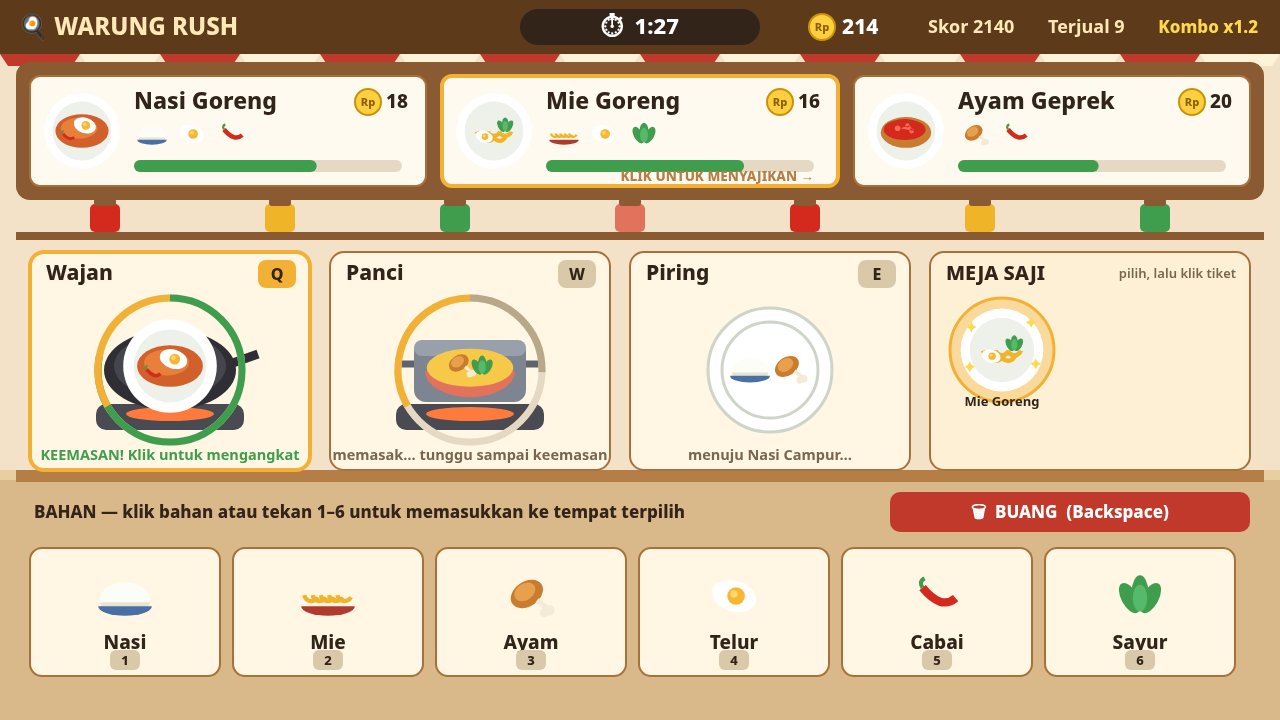 WARUNG RUSH
1:27
Rp 214
Skor 2140
Terjual 9
Kombo x1.2
Nasi Goreng
Rp 18
Mie Goreng
Rp 16
KLIK UNTUK MENYAJIKAN →
Ayam Geprek
Rp 20
Wajan
Q
KEEMASAN! Klik untuk mengangkat
Panci
W
memasak... tunggu sampai keemasan
Piring
E
menuju Nasi Campur...
MEJA SAJI
pilih, lalu klik tiket
Mie Goreng
BAHAN — klik bahan atau tekan 1–6 untuk memasukkan ke tempat terpilih
BUANG (Backspace)
Nasi
1
Mie
2
Ayam
3
Telur
4
Cabai
5
Sayur
6